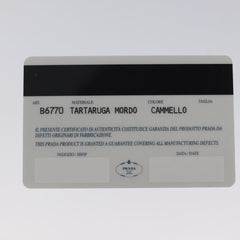 ART. MATERIALE COLORE TAGLIA
B6770 TARTARUGA MORDO CAMMELLO
IL PRESENTE CERTIFICATO DI AUTENTICITÀ COSTITUISCE GARANZIA DEL PRODOTTO PRADA DA
DIFETTI ORIGINARI DI FABBRICAZIONE.
THIS PRADA PRODUCT IS GRANTED A GUARANTEE COVERING ALL MANUFACTURING DEFECTS.
NEGOZIO / SHOP DATA / DATE
PRADA